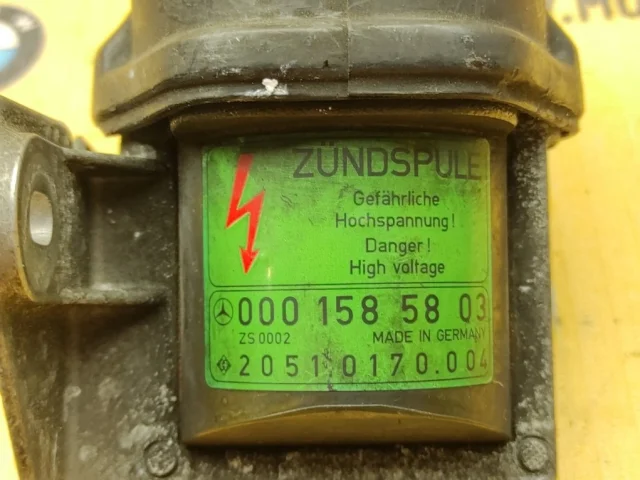 ZÜNDSPULE
Gefährliche
Hochspannung!
Danger!
High voltage
000 158 58 03
ZS 0002 MADE IN GERMANY
2051 0170.004